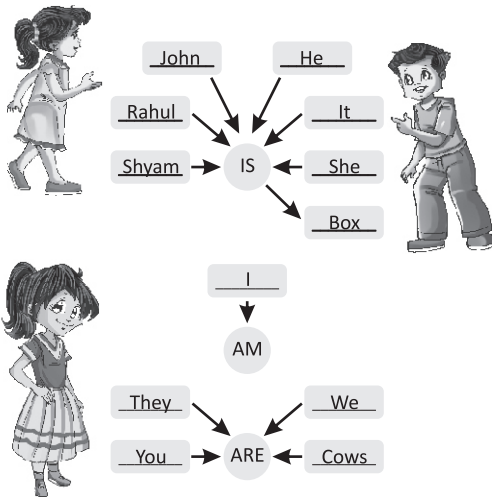 John He
Rahul It
Shyam IS She
Box
I
AM
They We
You ARE Cows